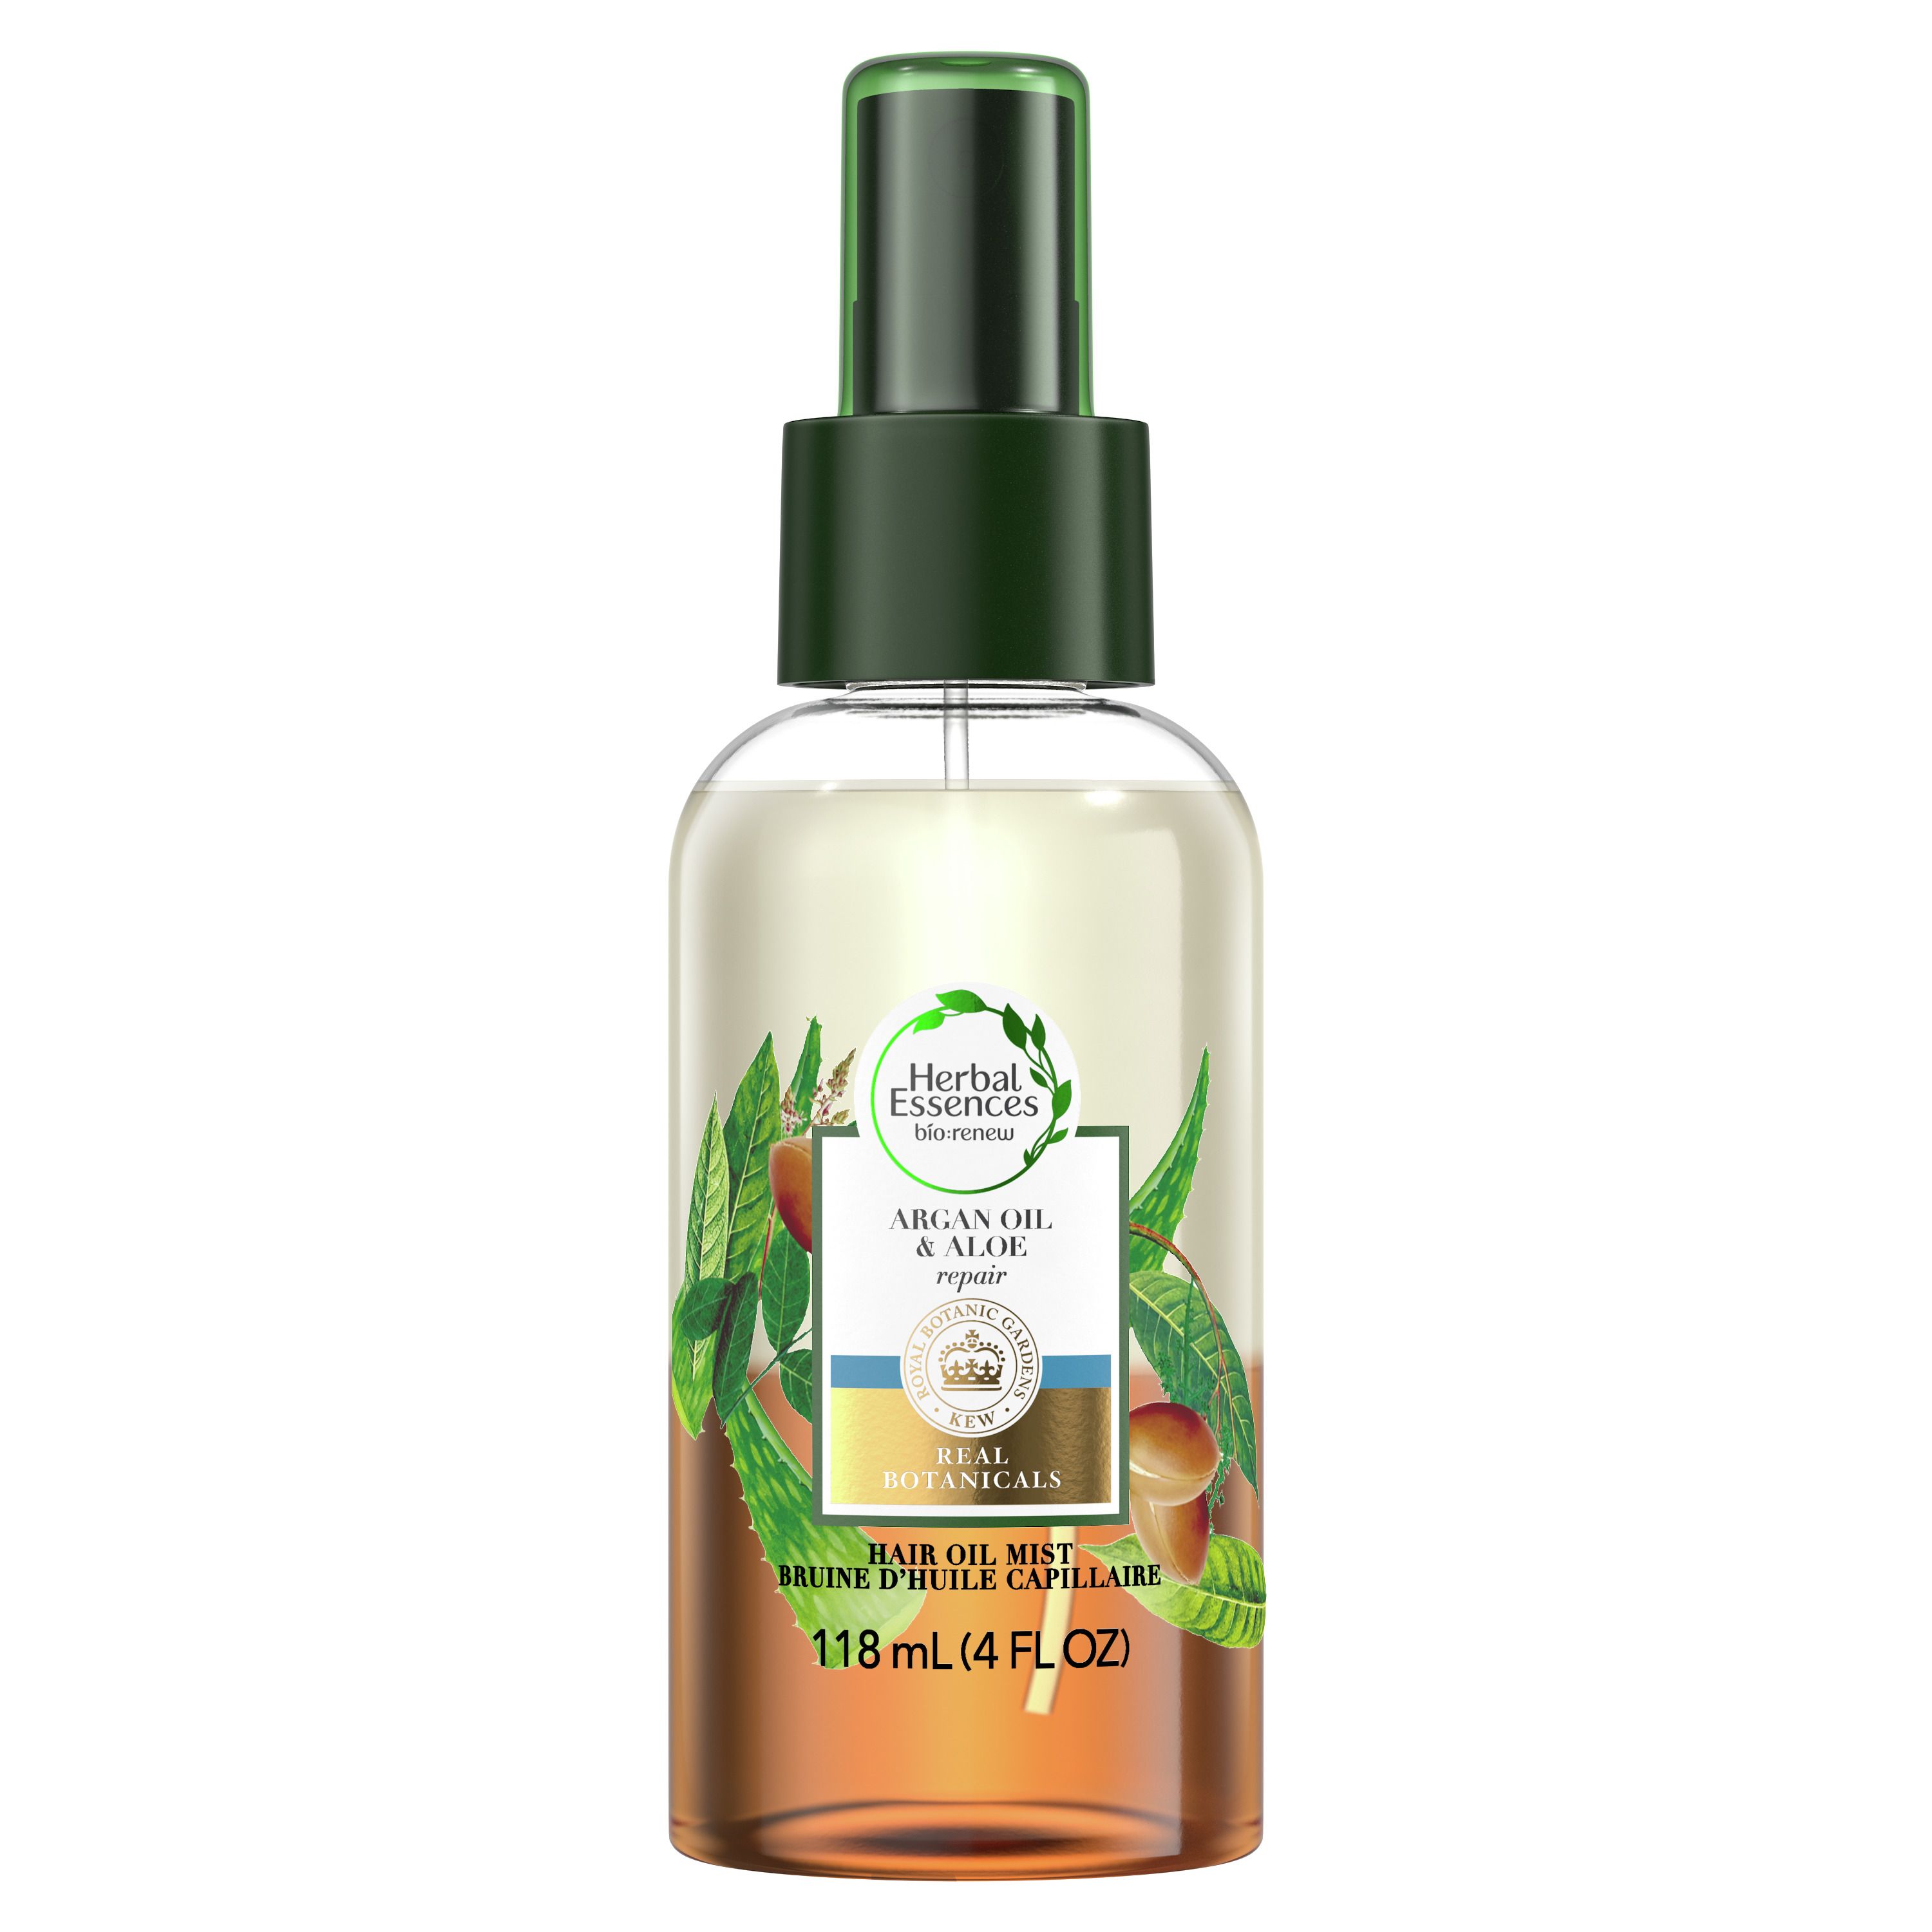 Herbal
Essences
bío:renew
ARGAN OIL
& ALOE
repair
ROYAL BOTANIC GARDENS
• KEW •
REAL
BOTANICALS
HAIR OIL MIST
BRUINE D'HUILE CAPILLAIRE
118 mL (4 FL OZ)